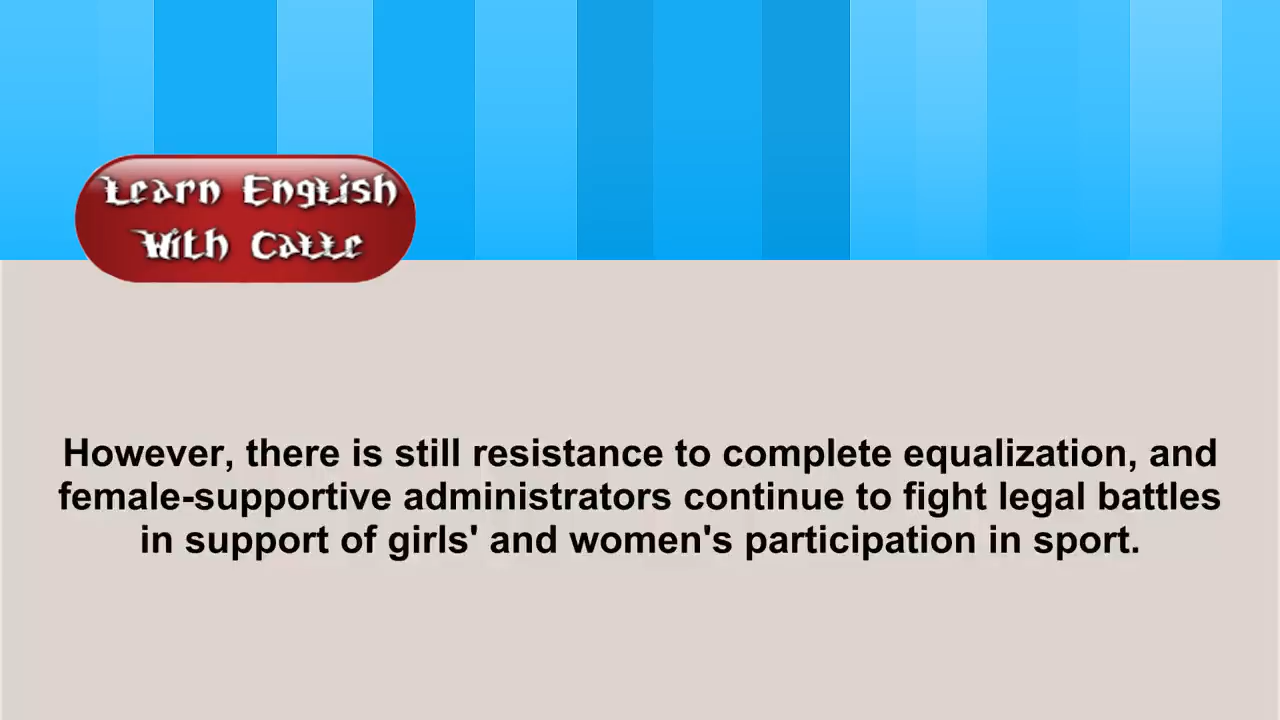 Learn English
With Catte
However, there is still resistance to complete equalization, and
female-supportive administrators continue to fight legal battles
in support of girls' and women's participation in sport.